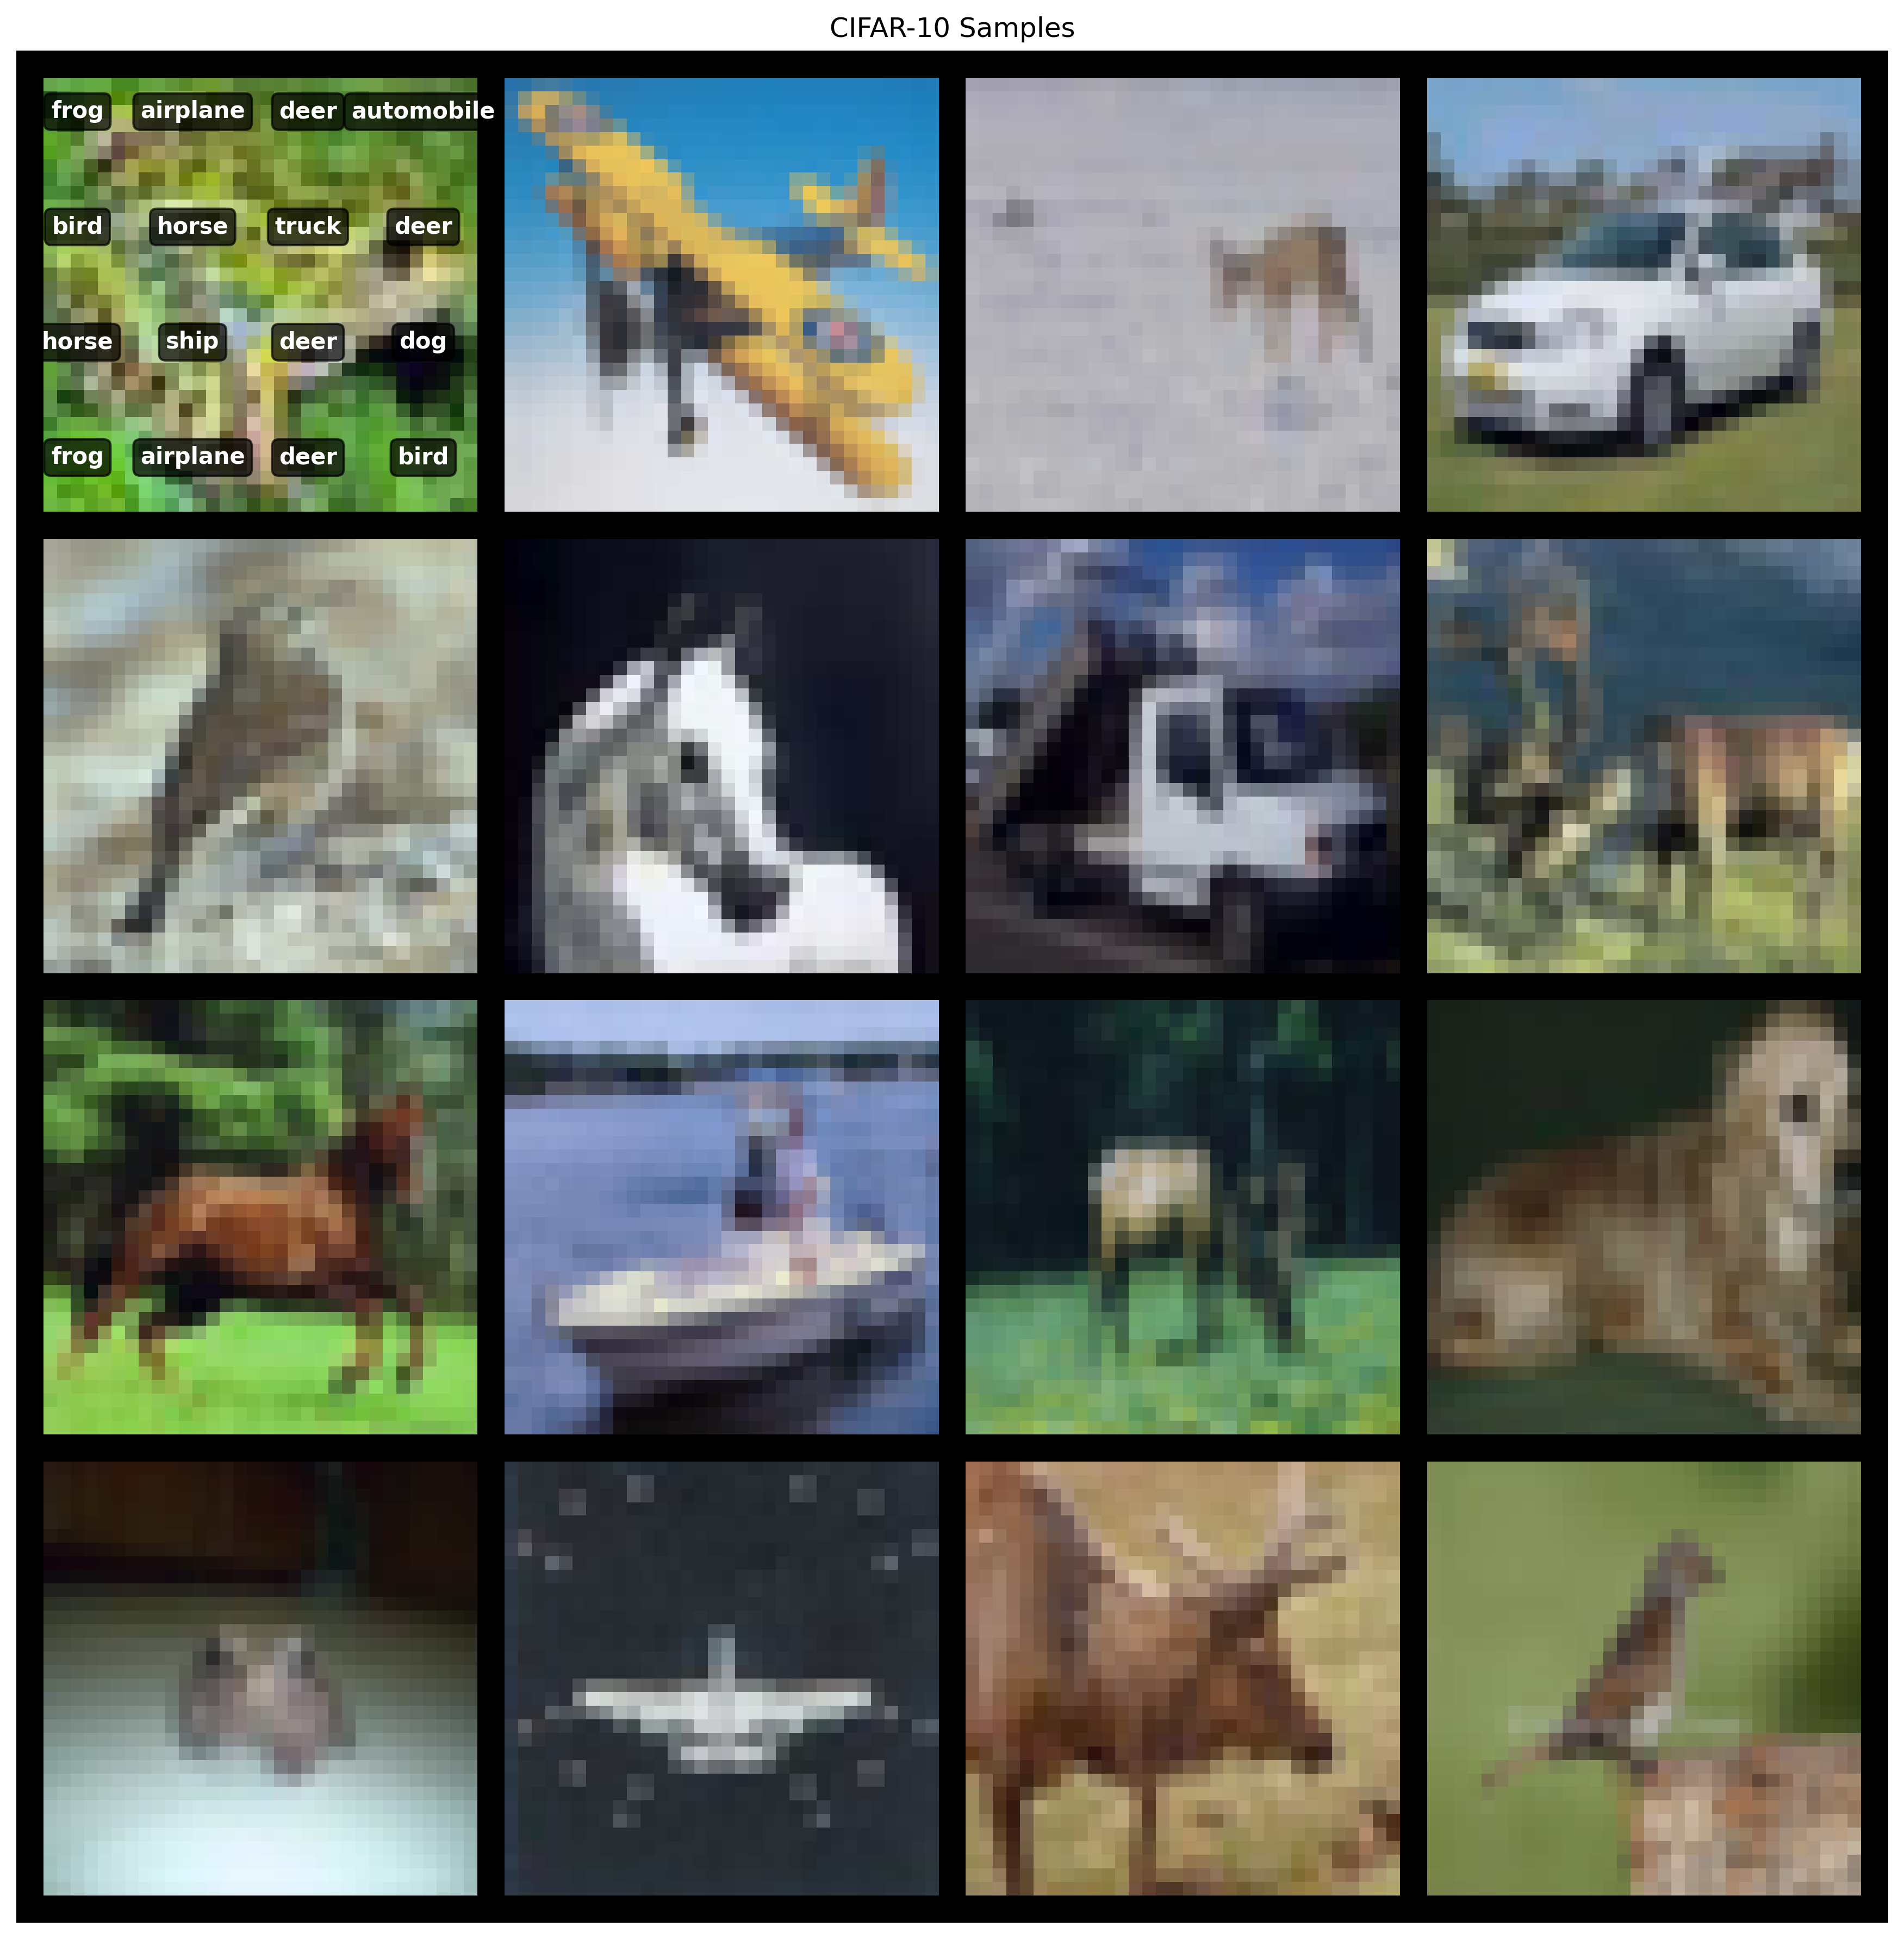 CIFAR-10 Samples
frog airplane deer automobile
bird horse truck deer
horse ship deer dog
frog airplane deer bird